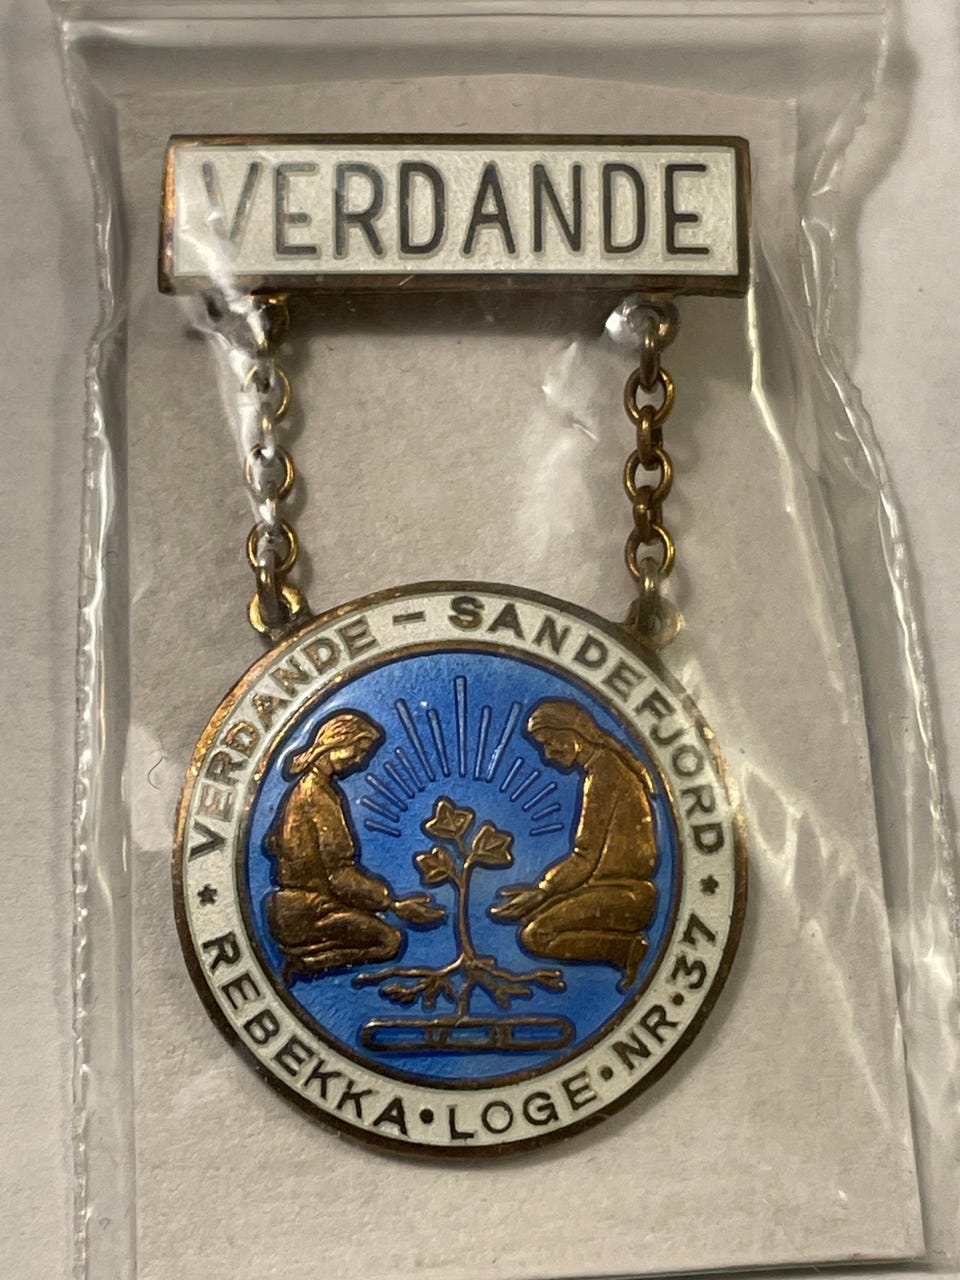 VERDANDE
VERDANDE - SANDEFJORD
REBEKKA • LOGE • NR • 37